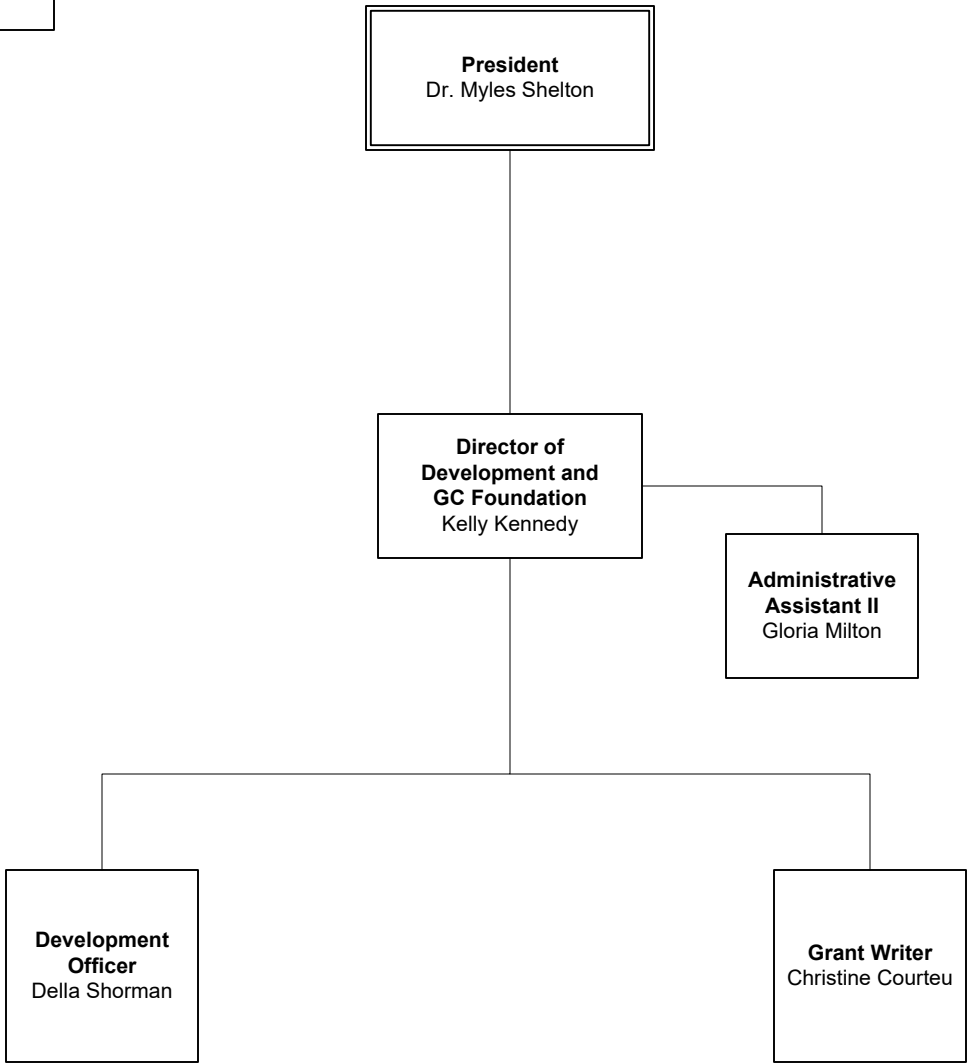 President
Dr. Myles Shelton
Director of
Development and
GC Foundation
Kelly Kennedy
Administrative
Assistant II
Gloria Milton
Development
Officer
Della Shorman
Grant Writer
Christine Courteu